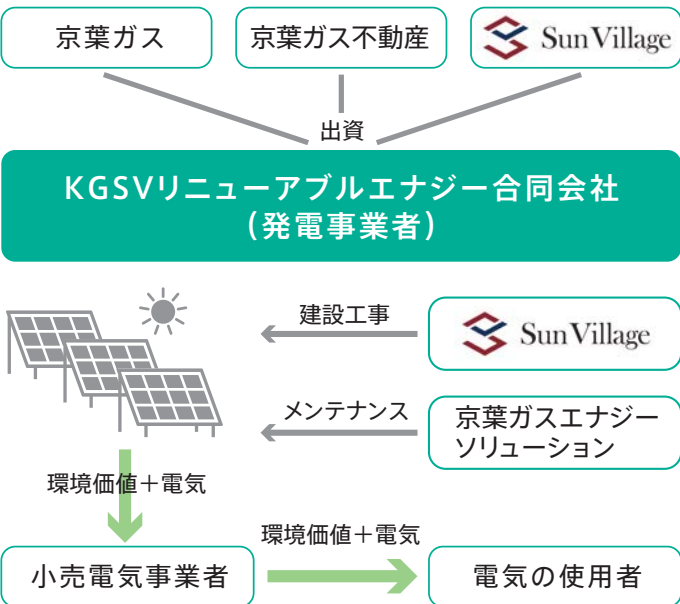 京葉ガス
京葉ガス不動産
Sun Village
出資
KGSVリニューアブルエナジー合同会社
(発電事業者)
建設工事
Sun Village
メンテナンス
京葉ガスエナジー
ソリューション
環境価値+電気
環境価値+電気
小売電気事業者
電気の使用者